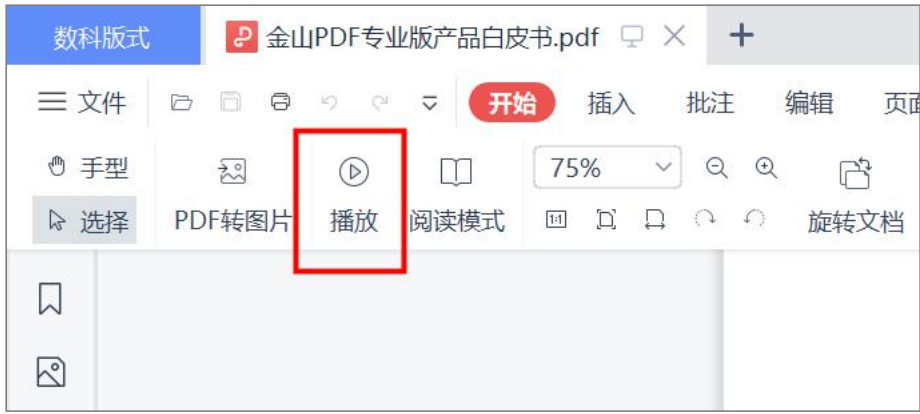 数科版式 金山PDF专业版产品白皮书.pdf
文件 开始 插入 批注 编辑 页面
手型 75%
选择 PDF转图片 播放 阅读模式 1:1 旋转文档